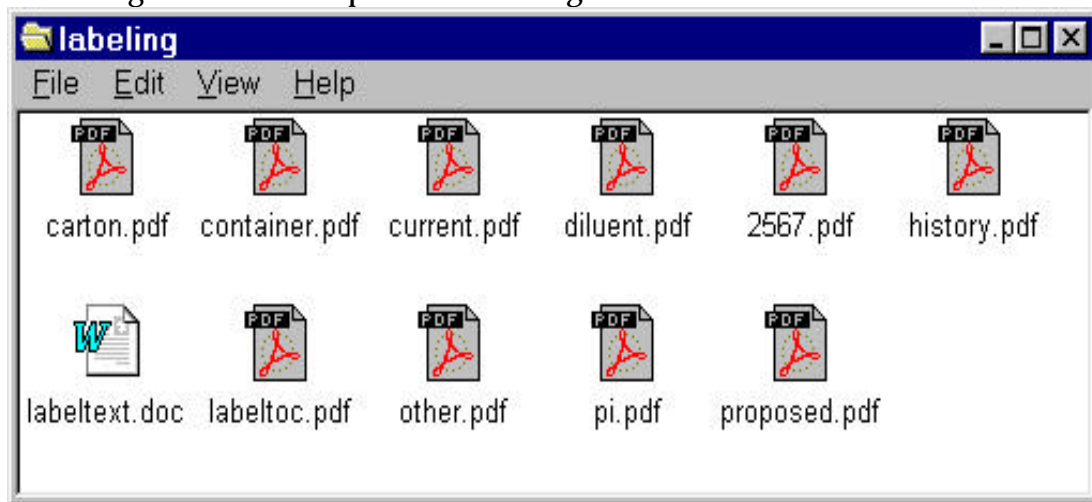 labeling
File Edit View Help
PDF PDF PDF PDF PDF PDF
carton.pdf container.pdf current.pdf diluent.pdf 2567.pdf history.pdf
W PDF PDF PDF PDF
labeltext.doc labeltoc.pdf other.pdf pi.pdf proposed.pdf